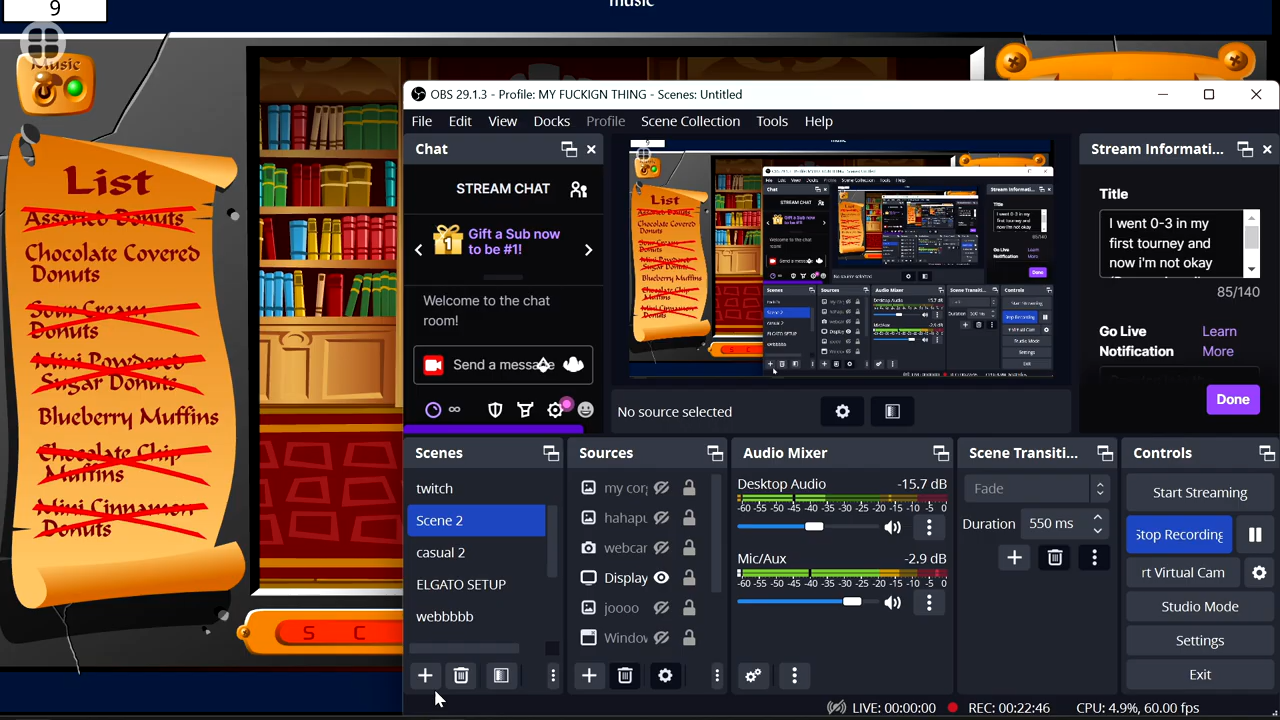 9
music
Music
List
Assorted Donuts
Chocolate Covered
Donuts
Sour Cream
Donuts
Mini Powdered
Sugar Donuts
Blueberry Muffins
Chocolate Chip
Muffins
Mini Cinnamon
Donuts
S C
OBS 29.1.3 - Profile: MY FUCKIGN THING - Scenes: Untitled
File Edit View Docks Profile Scene Collection Tools Help
Chat
STREAM CHAT
1
Gift a Sub now
to be #1!
Welcome to the chat
room!
Send a message
∞
No source selected
Stream Informati...
Title
I went 0-3 in my
first tourney and
now i'm not okay
85/140
Go Live
Notification
Learn
More
Done
Scenes
twitch
Scene 2
casual 2
ELGATO SETUP
webbbbb
Sources
my cor
hahapu
webcar
Display
joooo
Windo
Audio Mixer
Desktop Audio -15.7 dB
-60 -55 -50 -45 -40 -35 -30 -25 -20 -15 -10 -5 0
Mic/Aux -2.9 dB
-60 -55 -50 -45 -40 -35 -30 -25 -20 -15 -10 -5 0
Scene Transiti...
Fade
Duration 550 ms
Controls
Start Streaming
Stop Recording
rt Virtual Cam
Studio Mode
Settings
Exit
LIVE: 00:00:00 REC: 00:22:46 CPU: 4.9%, 60.00 fps